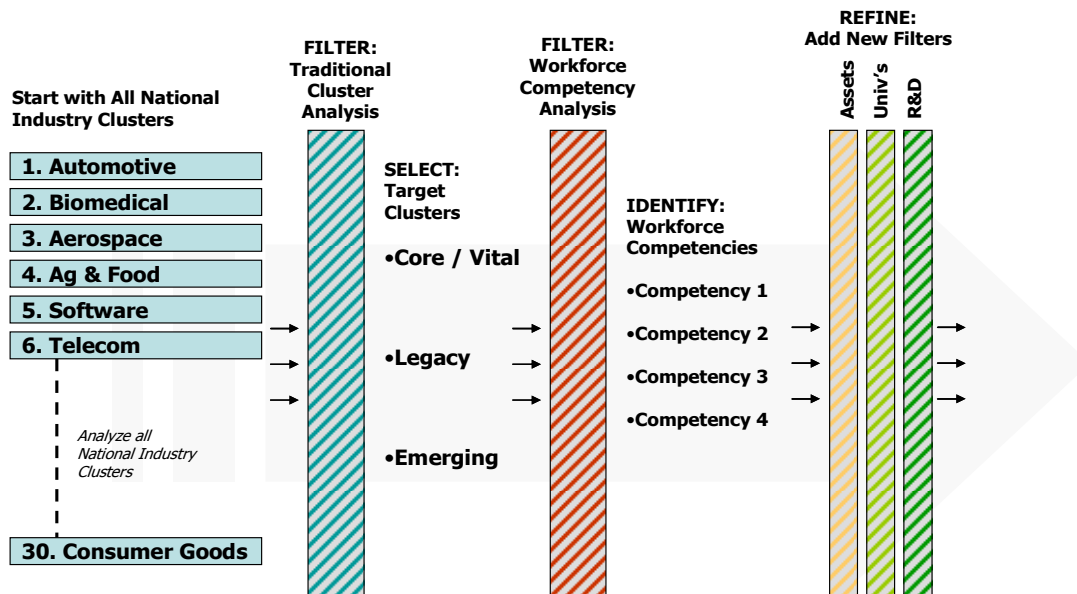 Start with All National
Industry Clusters
1. Automotive
2. Biomedical
3. Aerospace
4. Ag & Food
5. Software
6. Telecom
Analyze all
National Industry
Clusters
30. Consumer Goods
FILTER:
Traditional
Cluster
Analysis
SELECT:
Target
Clusters
•Core / Vital
•Legacy
•Emerging
FILTER:
Workforce
Competency
Analysis
IDENTIFY:
Workforce
Competencies
•Competency 1
•Competency 2
•Competency 3
•Competency 4
REFINE:
Add New Filters
Assets
Univ's
R&D